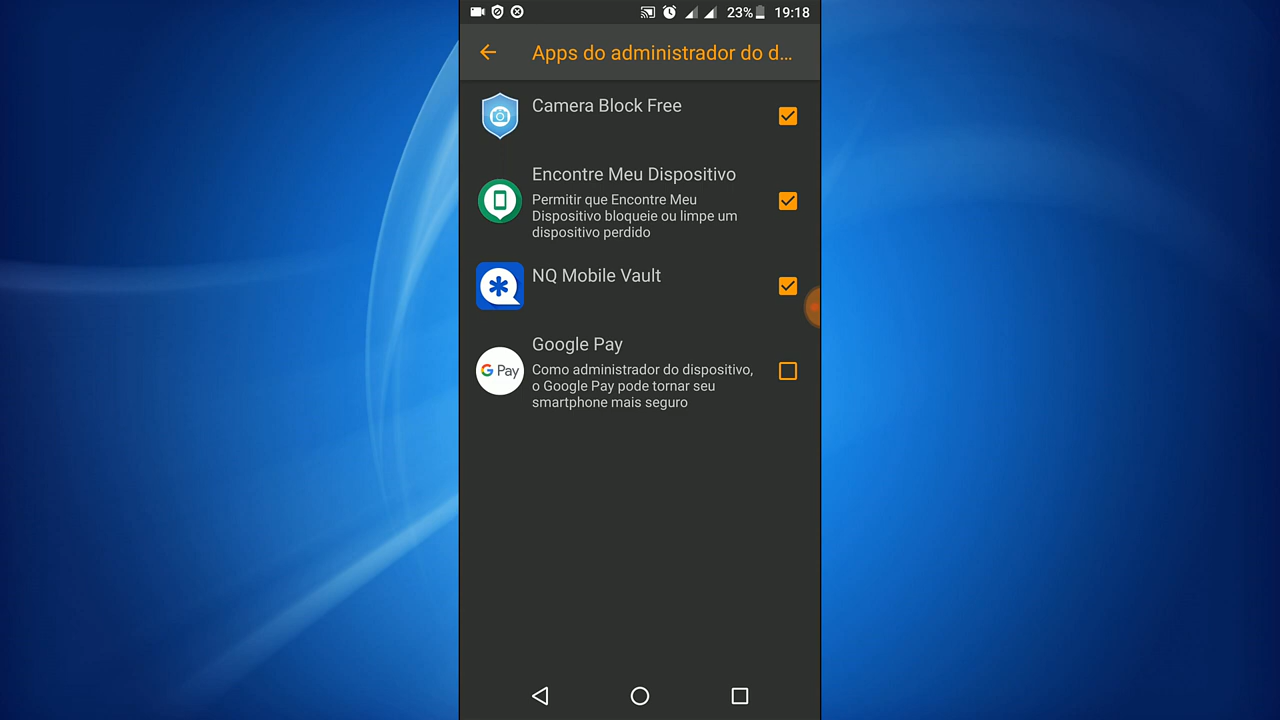 23% 19:18
Apps do administrador do d...
Camera Block Free
Encontre Meu Dispositivo
Permitir que Encontre Meu
Dispositivo bloqueie ou limpe um
dispositivo perdido
NQ Mobile Vault
Google Pay
G Pay
Como administrador do dispositivo,
o Google Pay pode tornar seu
smartphone mais seguro